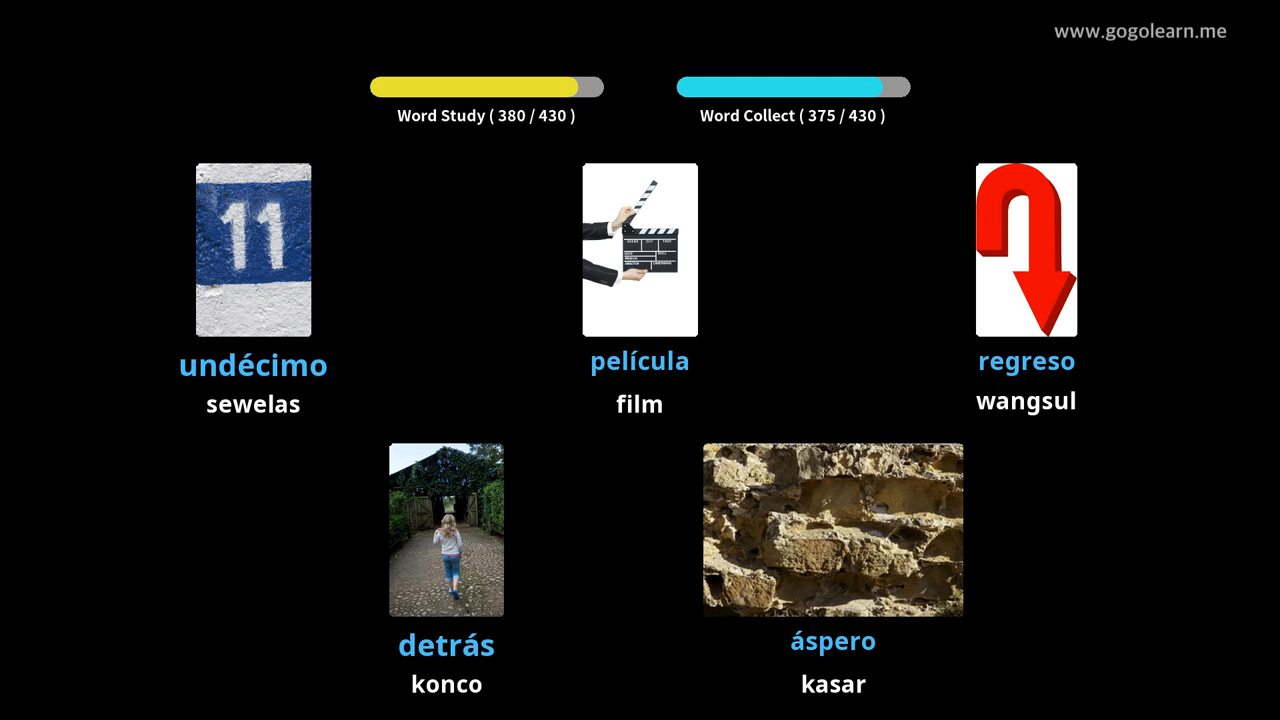 www.gogolearn.me
Word Study ( 380 / 430 )
Word Collect ( 375 / 430 )
11
undécimo
sewelas
película
film
regreso
wangsul
detrás
konco
áspero
kasar